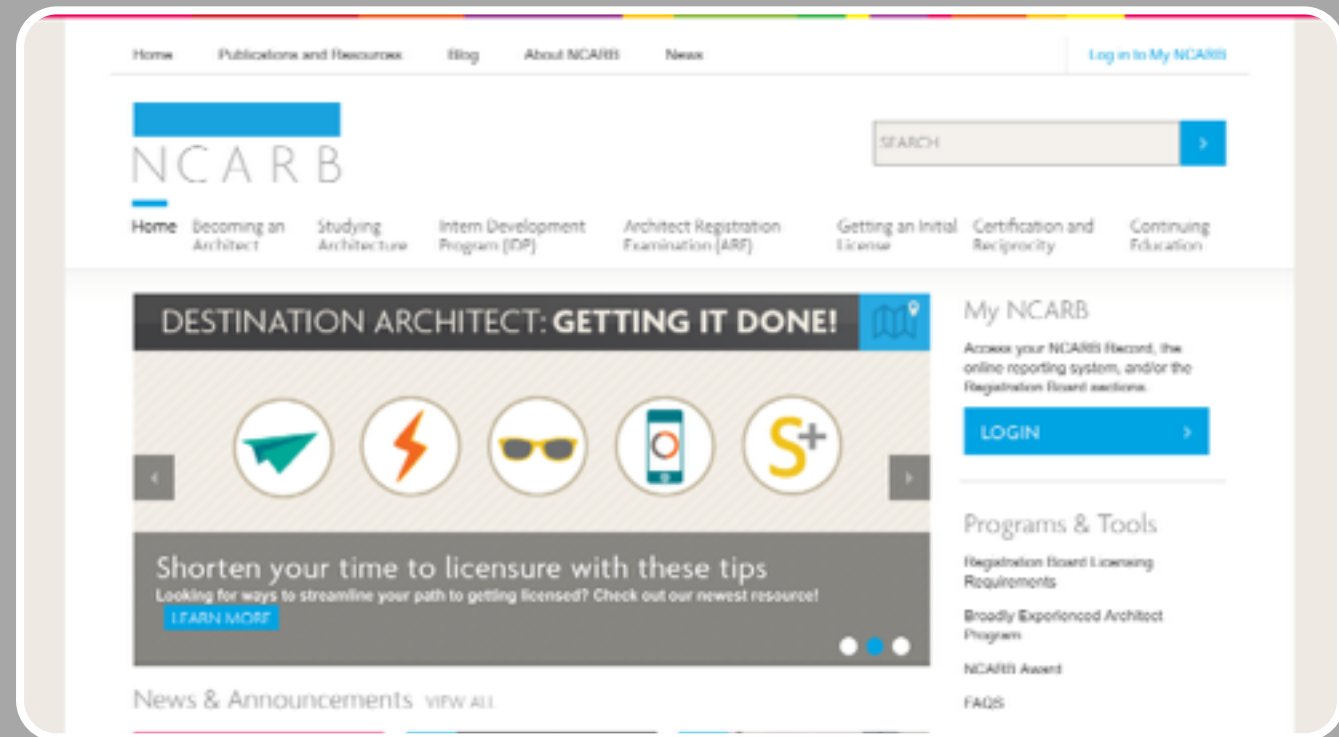 Home Publications and Resources Blog About NCARB News Log in to My NCARB
NCARB
SEARCH
Home Becoming an Architect Studying Architecture Intern Development Program (IDP) Architect Registration Examination (ARE) Getting an Initial License Certification and Reciprocity Continuing Education
DESTINATION ARCHITECT: GETTING IT DONE!
S+
Shorten your time to licensure with these tips
Looking for ways to streamline your path to getting licensed? Check out our newest resource!
LEARN MORE
News & Announcements VIEW ALL
My NCARB
Access your NCARB Record, the
online reporting system, and/or the
Registration Board sections.
LOGIN
Programs & Tools
Registration Board Licensing
Requirements
Broadly Experienced Architect
Program
NCARB Award
FAQS